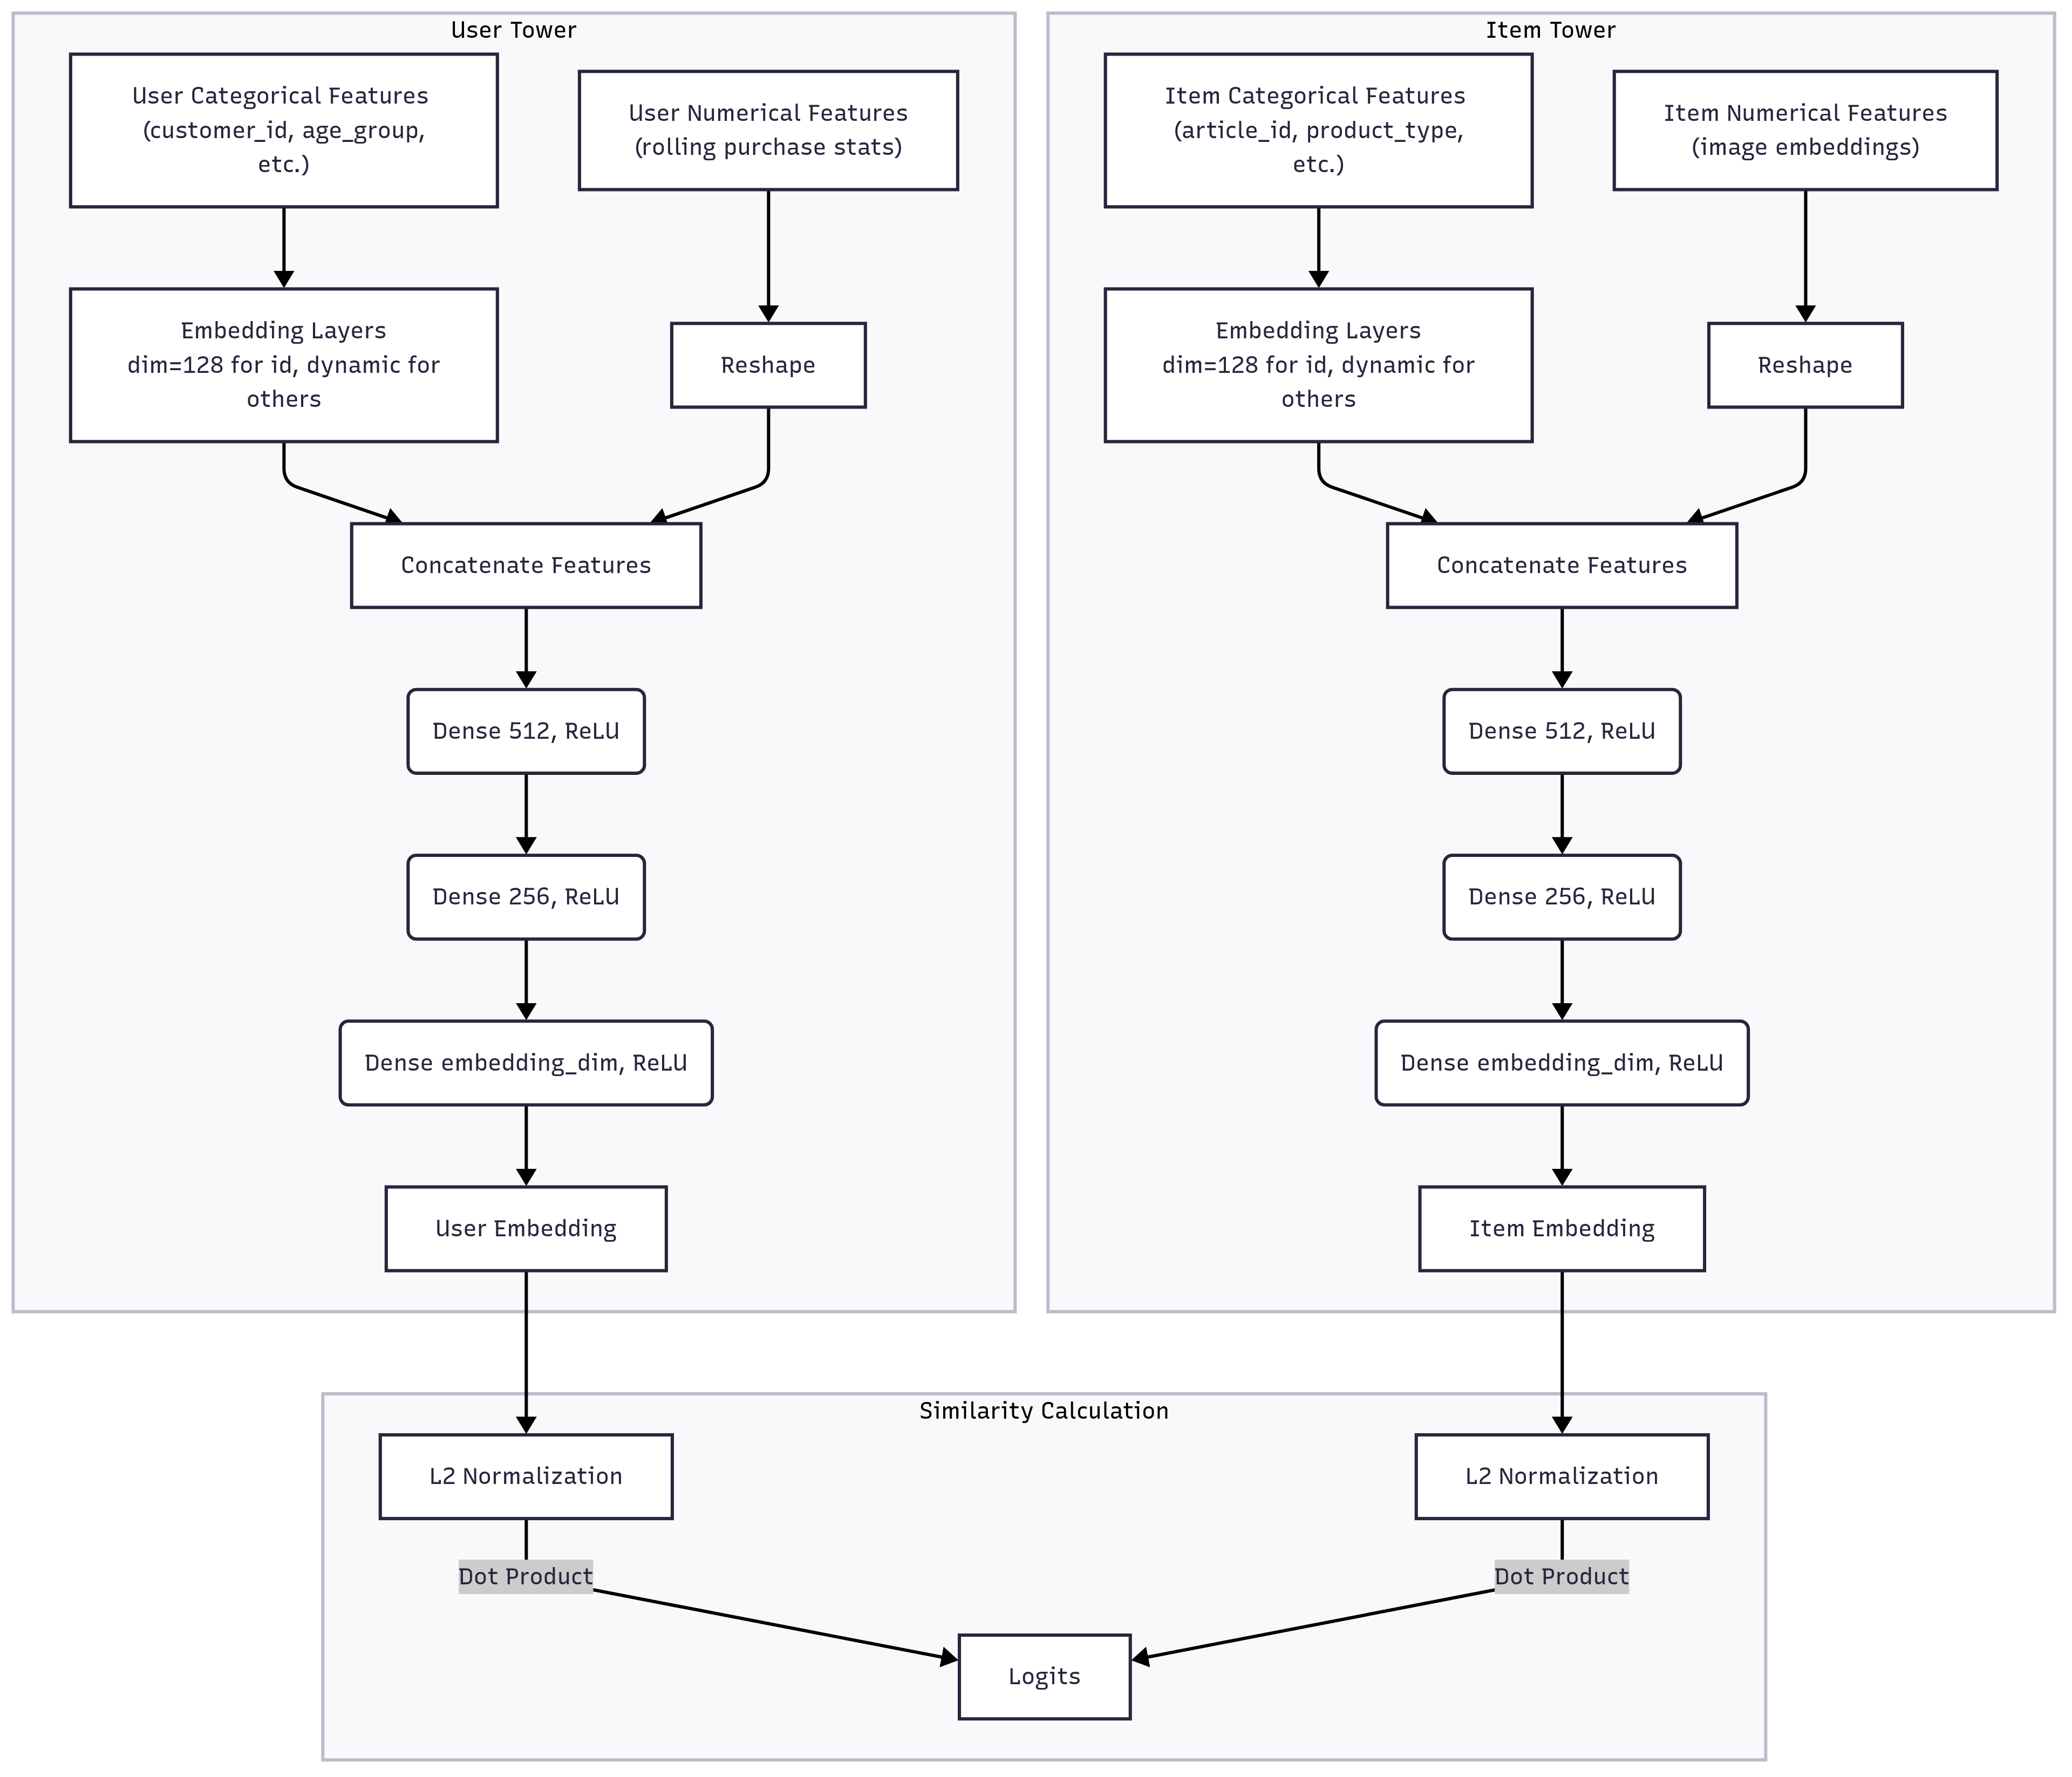 User Tower
User Categorical Features
(customer_id, age_group,
etc.)
User Numerical Features
(rolling purchase stats)
Embedding Layers
dim=128 for id, dynamic for
others
Reshape
Concatenate Features
Dense 512, ReLU
Dense 256, ReLU
Dense embedding_dim, ReLU
User Embedding
Item Tower
Item Categorical Features
(article_id, product_type,
etc.)
Item Numerical Features
(image embeddings)
Embedding Layers
dim=128 for id, dynamic for
others
Reshape
Concatenate Features
Dense 512, ReLU
Dense 256, ReLU
Dense embedding_dim, ReLU
Item Embedding
Similarity Calculation
L2 Normalization
L2 Normalization
Dot Product
Dot Product
Logits